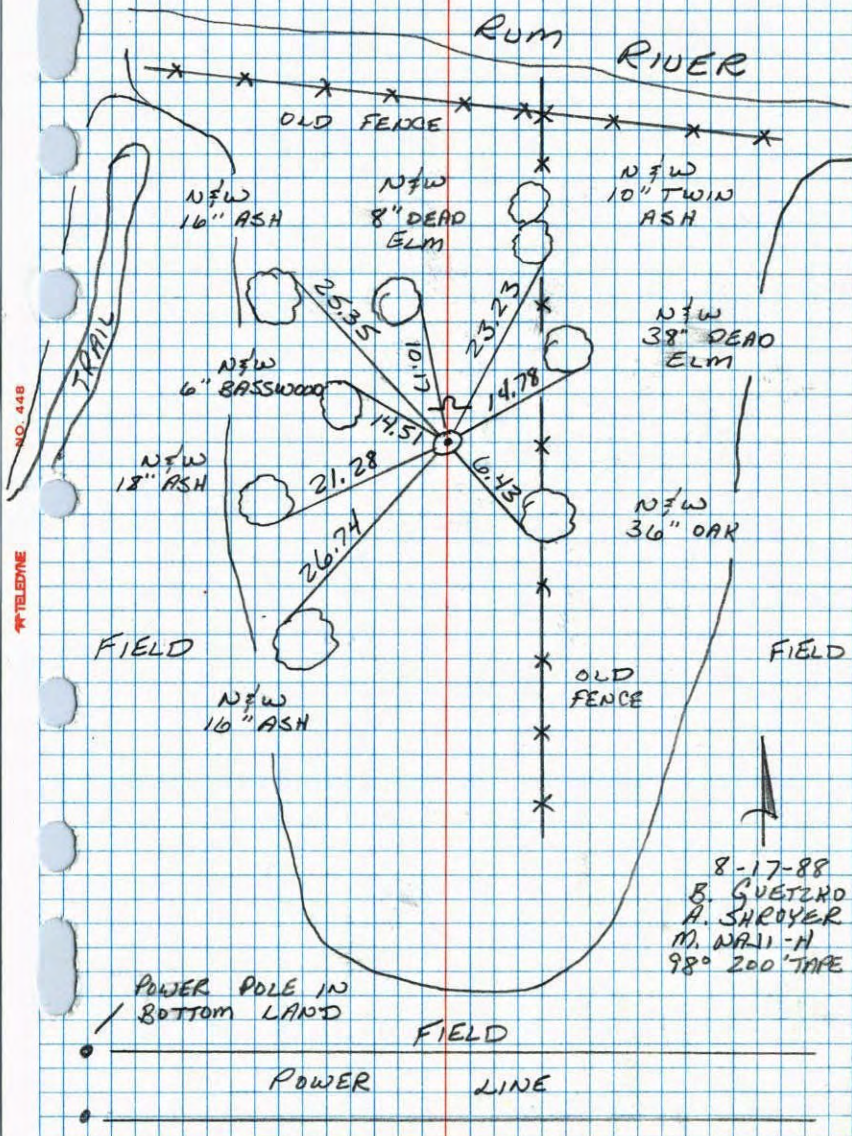 RUM
RIVER
OLD FENCE
N & W
16" ASH
N & W
8" DEAD
ELM
N & W
10" TWIN
ASH
25.35
10.17
23.23
N & W
38" DEAD
ELM
TRAIL
N & W
6" BASSWOOD
14.78
14.51
NO. 448
N & W
18" ASH
21.28
6.43
N & W
36" OAK
26.74
TELEDYNE
FIELD
FIELD
OLD
FENCE
N & W
16" ASH
8-17-88
B. GUETZKO
A. SHROYER
M. NAJI-H
98° 200' TAPE
POWER POLE IN
BOTTOM LAND
FIELD
POWER LINE